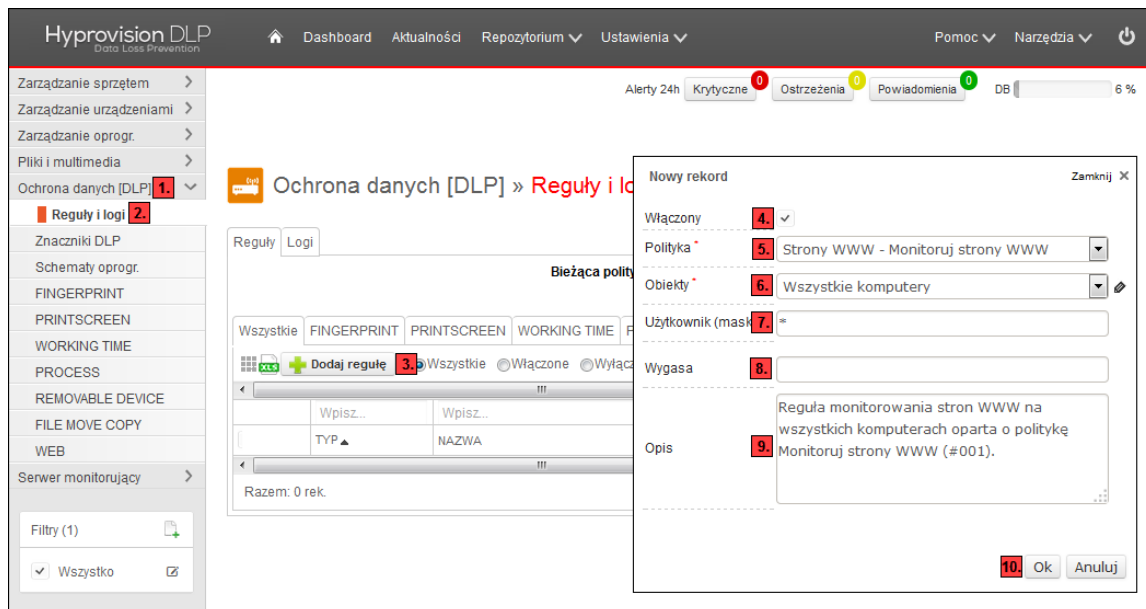 Hyprovision DLP
Data Loss Prevention
Dashboard Aktualności Repozytorium Ustawienia Pomoc Narzędzia
Zarządzanie sprzętem
Zarządzanie urządzeniami
Zarządzanie oprogr.
Pliki i multimedia
Ochrona danych [DLP] 1.
Reguły i logi 2.
Znaczniki DLP
Schematy oprogr.
FINGERPRINT
PRINTSCREEN
WORKING TIME
PROCESS
REMOVABLE DEVICE
FILE MOVE COPY
WEB
Serwer monitorujący
Filtry (1)
Wszystko
Alerty 24h Krytyczne 0 Ostrzeżenia 0 Powiadomienia 0 DB 6 %
Ochrona danych [DLP] » Reguły i lo
Reguły Logi
Bieżąca polity
Wszystkie FINGERPRINT PRINTSCREEN WORKING TIME P
XLS Dodaj regułę 3. Wszystkie Włączone Wyłącz
Wpisz... Wpisz...
TYP NAZWA
Razem: 0 rek.
Nowy rekord Zamknij
Włączony 4.
Polityka * 5. Strony WWW - Monitoruj strony WWW
Obiekty * 6. Wszystkie komputery
Użytkownik (mask 7. *
Wygasa 8.
Opis 9.
Reguła monitorowania stron WWW na
wszystkich komputerach oparta o politykę
Monitoruj strony WWW (#001).
10. Ok Anuluj